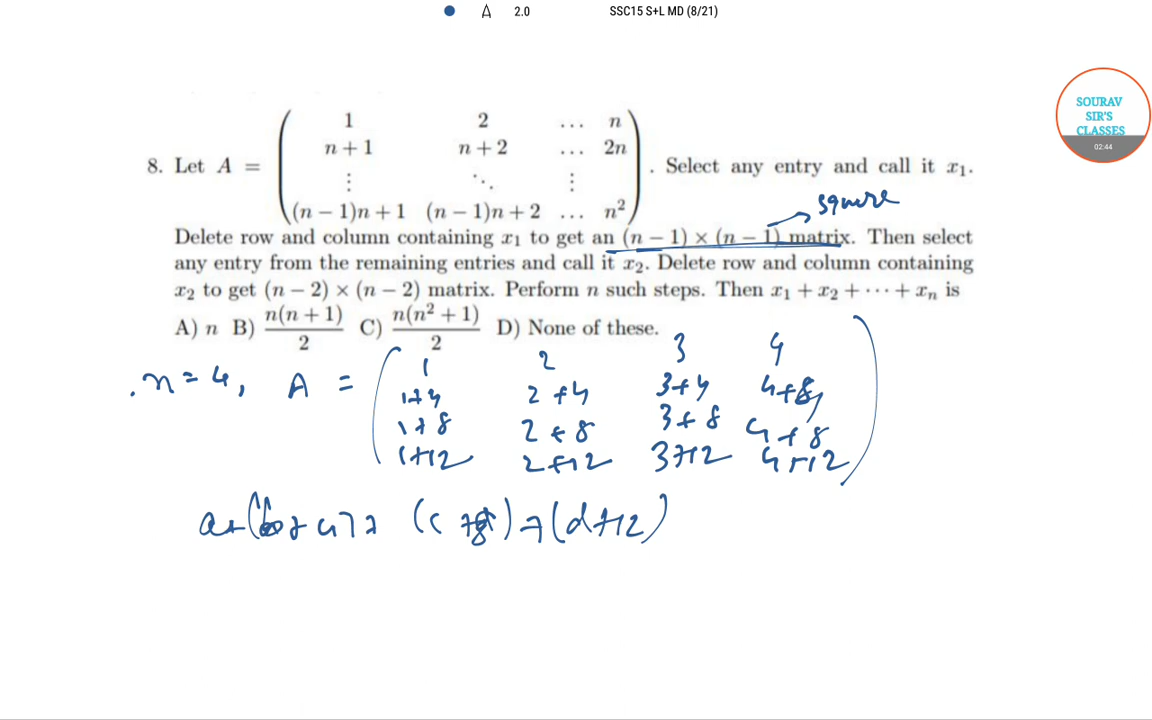 A 2.0 SSC15 S+L MD (8/21)
SOURAV
SIR'S
CLASSES
02:44
8. Let A = ( 1 2 ... n
n + 1 n + 2 ... 2n
⋮ ⋱ ⋮
(n − 1)n + 1 (n − 1)n + 2 ... n² ) . Select any entry and call it x₁.
square
Delete row and column containing x₁ to get an (n − 1) × (n − 1) matrix. Then select
any entry from the remaining entries and call it x₂. Delete row and column containing
x₂ to get (n − 2) × (n − 2) matrix. Perform n such steps. Then x₁ + x₂ + ··· + xₙ is
A) n B) n(n + 1)/2 C) n(n² + 1)/2 D) None of these.
n = 4, A = ( 1 2 3 4
1+4 2+4 3+4 4+8
1+8 2+8 3+8 4+8
1+12 2+12 3+12 4+12 )
a+(b+4)+ (c+8)+(d+12)